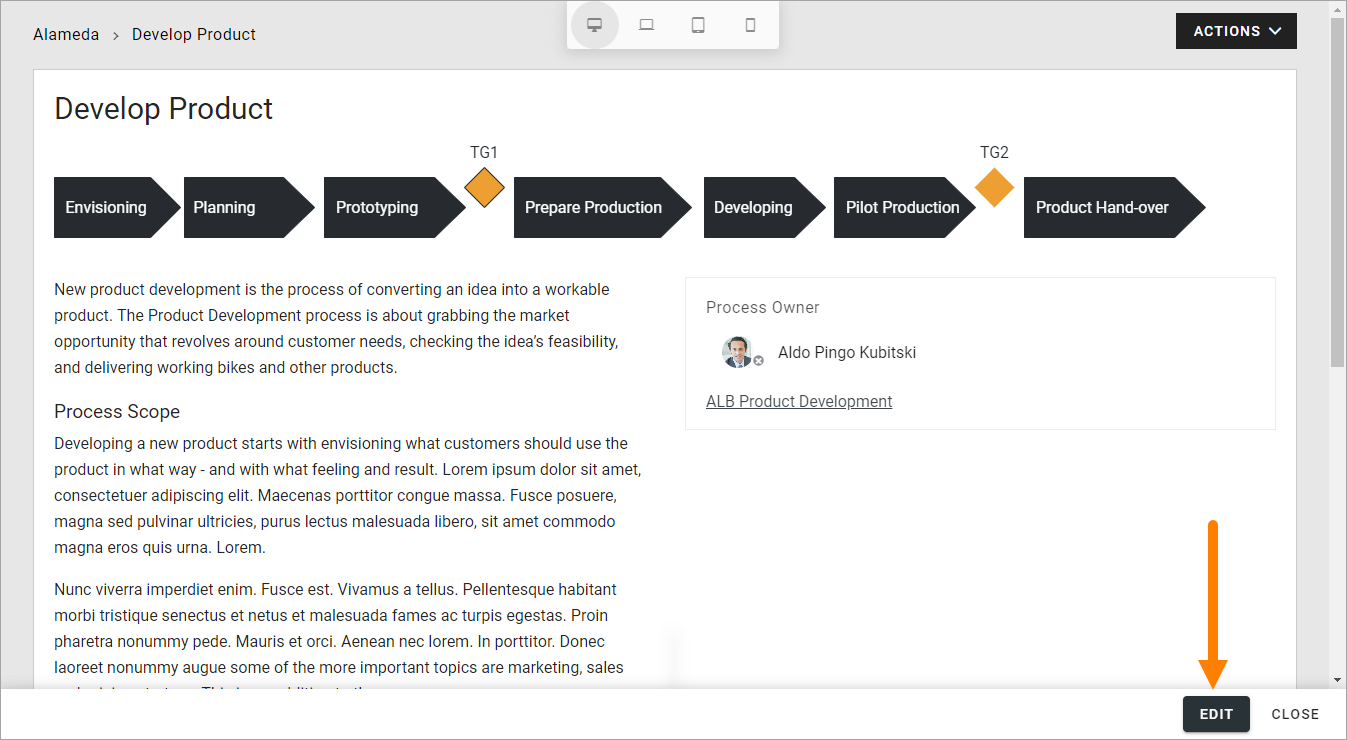 Alameda > Develop Product
ACTIONS
Develop Product
TG1
TG2
Envisioning
Planning
Prototyping
Prepare Production
Developing
Pilot Production
Product Hand-over
New product development is the process of converting an idea into a workable
product. The Product Development process is about grabbing the market
opportunity that revolves around customer needs, checking the idea’s feasibility,
and delivering working bikes and other products.
Process Scope
Developing a new product starts with envisioning what customers should use the
product in what way - and with what feeling and result. Lorem ipsum dolor sit amet,
consectetuer adipiscing elit. Maecenas porttitor congue massa. Fusce posuere,
magna sed pulvinar ultricies, purus lectus malesuada libero, sit amet commodo
magna eros quis urna. Lorem.
Nunc viverra imperdiet enim. Fusce est. Vivamus a tellus. Pellentesque habitant
morbi tristique senectus et netus et malesuada fames ac turpis egestas. Proin
pharetra nonummy pede. Mauris et orci. Aenean nec lorem. In porttitor. Donec
laoreet nonummy augue some of the more important topics are marketing, sales
Process Owner
Aldo Pingo Kubitski
ALB Product Development
EDIT
CLOSE